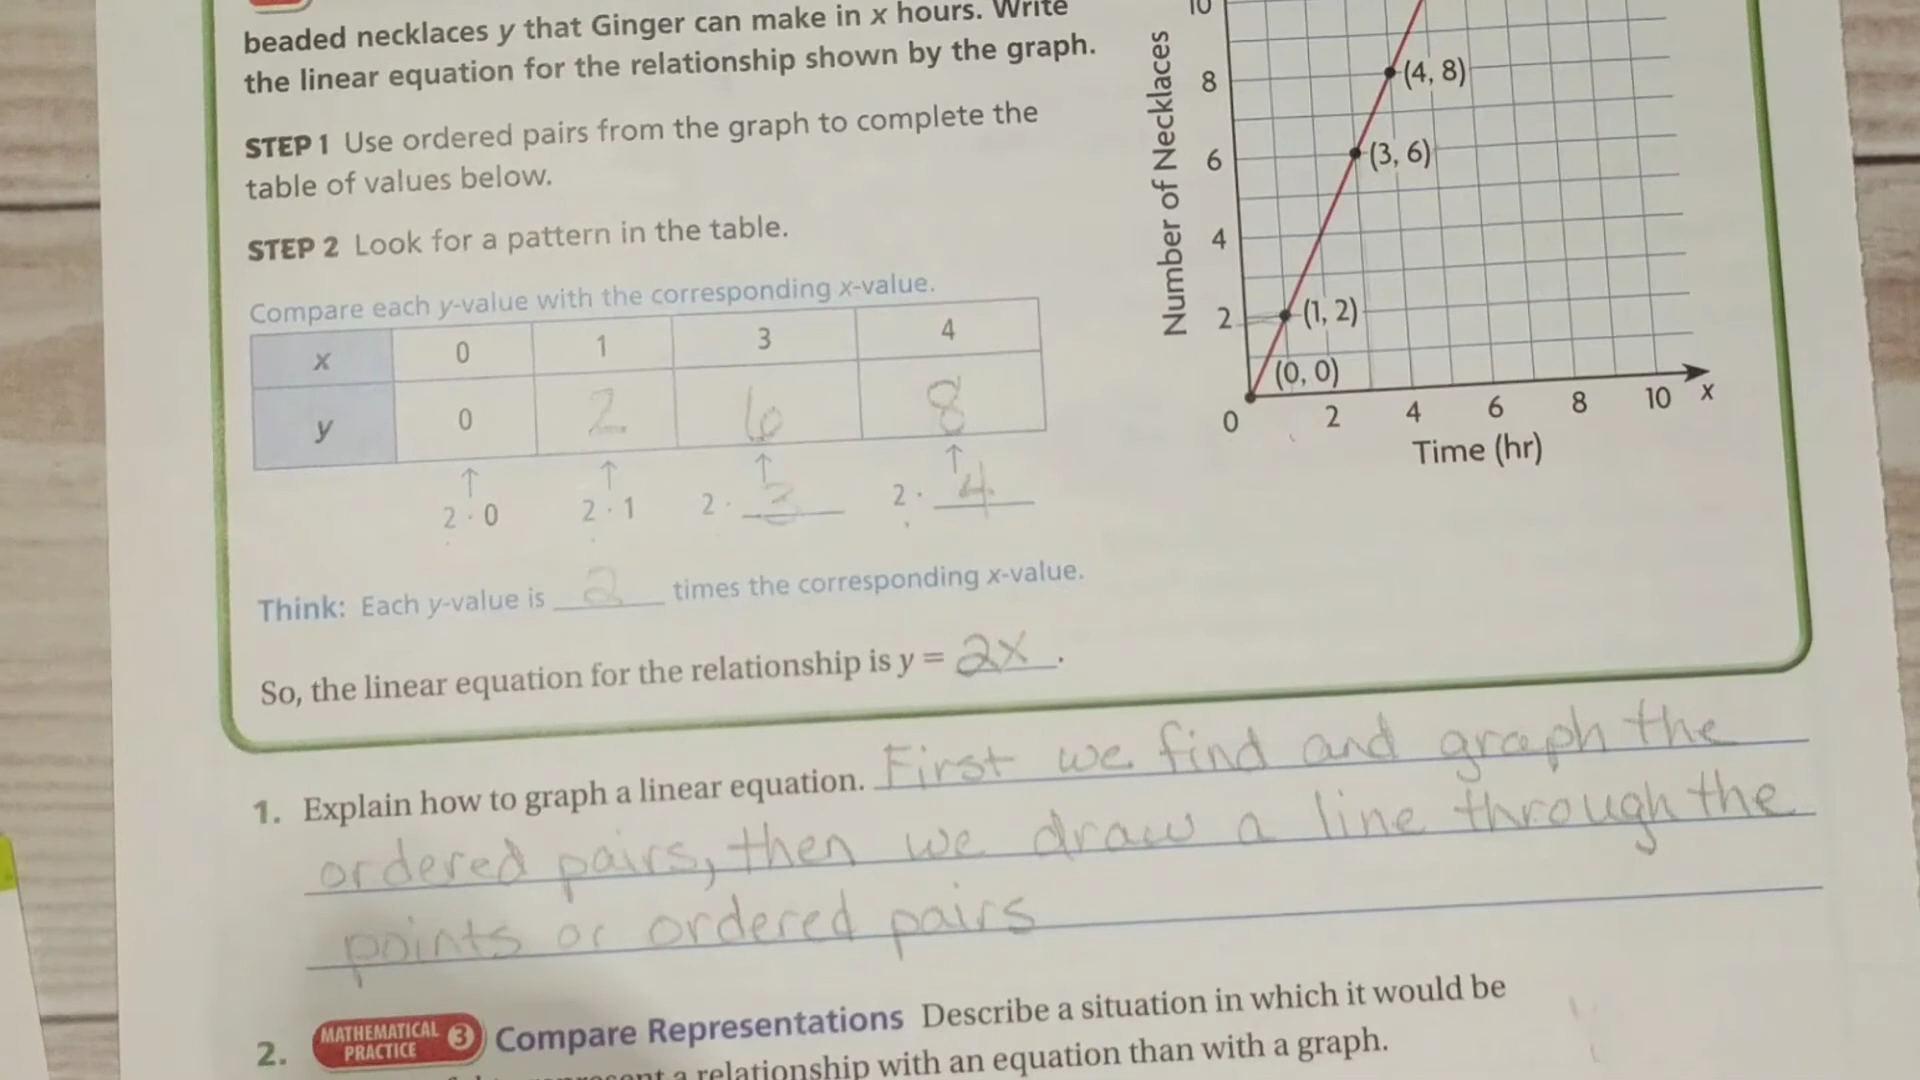 beaded necklaces y that Ginger can make in x hours. Write
the linear equation for the relationship shown by the graph.
STEP 1 Use ordered pairs from the graph to complete the
table of values below.
STEP 2 Look for a pattern in the table.
Compare each y-value with the corresponding x-value.
x 0 1 3 4
y 0 2 6 8
↑ ↑ ↑ ↑
2 · 0 2 · 1 2 · 3 2 · 4
Think: Each y-value is 2 times the corresponding x-value.
So, the linear equation for the relationship is y = 2x.
Number of Necklaces
10
8
6
4
2
0
(4, 8)
(3, 6)
(1, 2)
(0, 0)
2 4 6 8 10 x
Time (hr)
1. Explain how to graph a linear equation. First we find and graph the
ordered pairs, then we draw a line through the
points or ordered pairs
2. MATHEMATICAL PRACTICE 3 Compare Representations Describe a situation in which it would be
a relationship with an equation than with a graph.